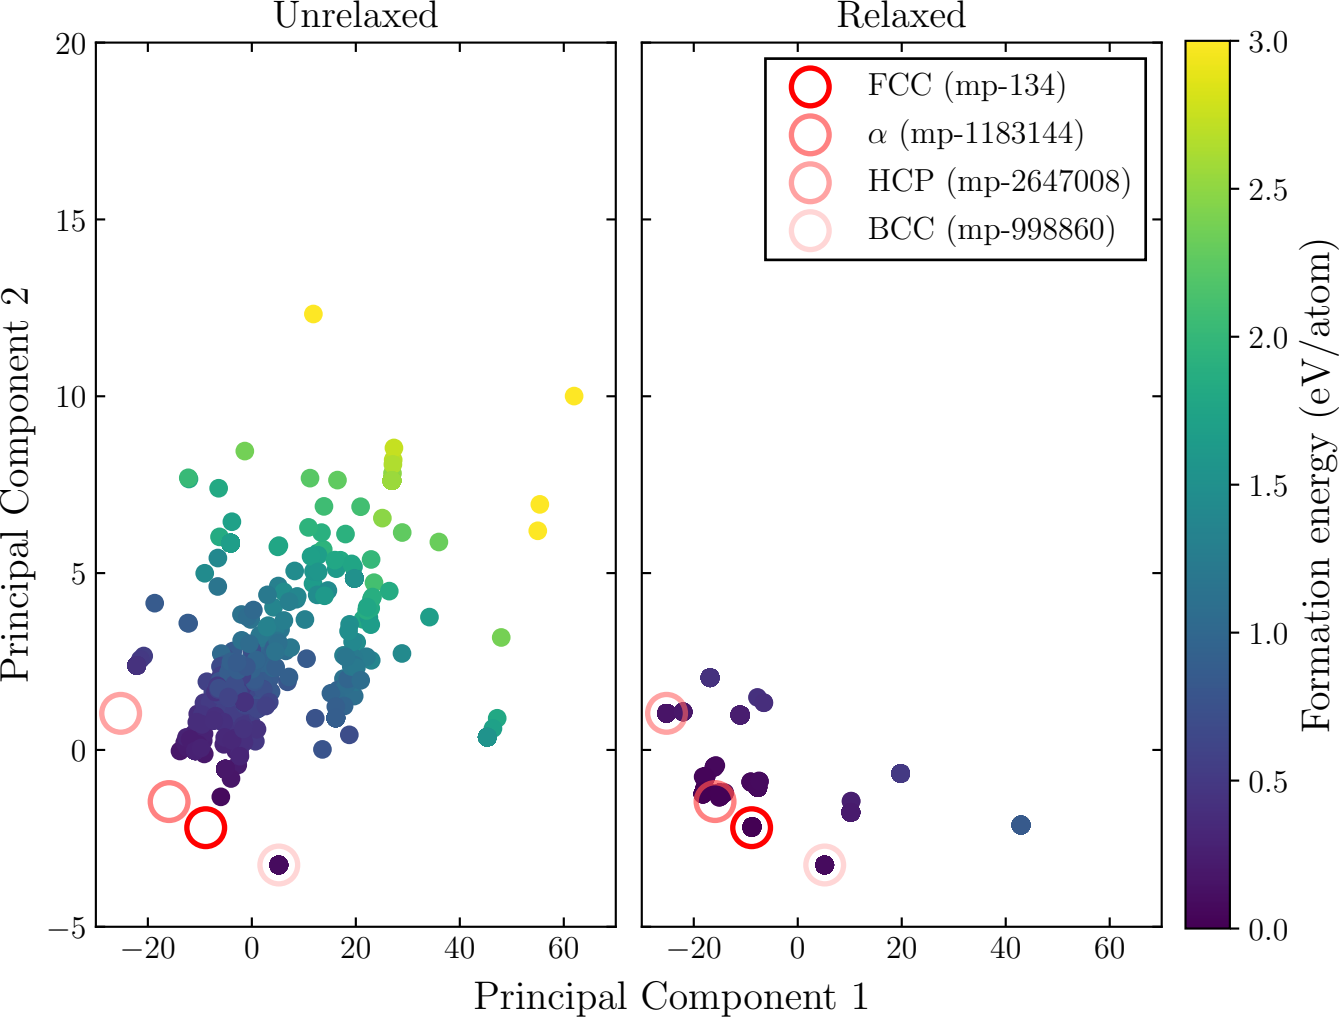 Unrelaxed
Relaxed
20
15
10
5
0
−5
Principal Component 2
−20 0 20 40 60
−20 0 20 40 60
Principal Component 1
FCC (mp-134)
α (mp-1183144)
HCP (mp-2647008)
BCC (mp-998860)
3.0
2.5
2.0
1.5
1.0
0.5
0.0
Formation energy (eV/atom)